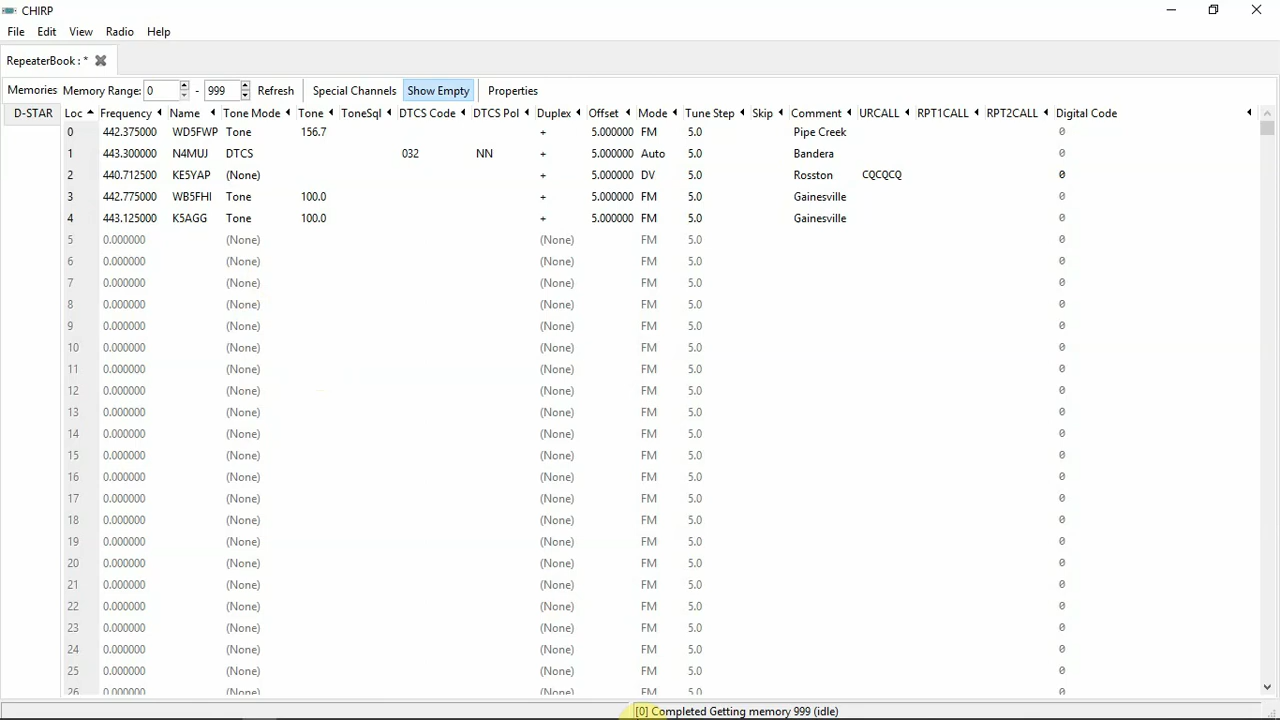 CHIRP
File Edit View Radio Help
RepeaterBook : *
Memories Memory Range: 0 - 999 Refresh Special Channels Show Empty Properties
D-STAR Loc Frequency Name Tone Mode Tone ToneSql DTCS Code DTCS Pol Duplex Offset Mode Tune Step Skip Comment URCALL RPT1CALL RPT2CALL Digital Code
0 442.375000 WD5FWP Tone 156.7 + 5.000000 FM 5.0 Pipe Creek 0
1 443.300000 N4MUJ DTCS 032 NN + 5.000000 Auto 5.0 Bandera 0
2 440.712500 KE5YAP (None) + 5.000000 DV 5.0 Rosston CQCQCQ 0
3 442.775000 WB5FHI Tone 100.0 + 5.000000 FM 5.0 Gainesville 0
4 443.125000 K5AGG Tone 100.0 + 5.000000 FM 5.0 Gainesville 0
5 0.000000 (None) (None) FM 5.0 0
6 0.000000 (None) (None) FM 5.0 0
7 0.000000 (None) (None) FM 5.0 0
8 0.000000 (None) (None) FM 5.0 0
9 0.000000 (None) (None) FM 5.0 0
10 0.000000 (None) (None) FM 5.0 0
11 0.000000 (None) (None) FM 5.0 0
12 0.000000 (None) (None) FM 5.0 0
13 0.000000 (None) (None) FM 5.0 0
14 0.000000 (None) (None) FM 5.0 0
15 0.000000 (None) (None) FM 5.0 0
16 0.000000 (None) (None) FM 5.0 0
17 0.000000 (None) (None) FM 5.0 0
18 0.000000 (None) (None) FM 5.0 0
19 0.000000 (None) (None) FM 5.0 0
20 0.000000 (None) (None) FM 5.0 0
21 0.000000 (None) (None) FM 5.0 0
22 0.000000 (None) (None) FM 5.0 0
23 0.000000 (None) (None) FM 5.0 0
24 0.000000 (None) (None) FM 5.0 0
25 0.000000 (None) (None) FM 5.0 0
26 0.000000 (None) (None) FM 5.0 0
[0] Completed Getting memory 999 (idle)